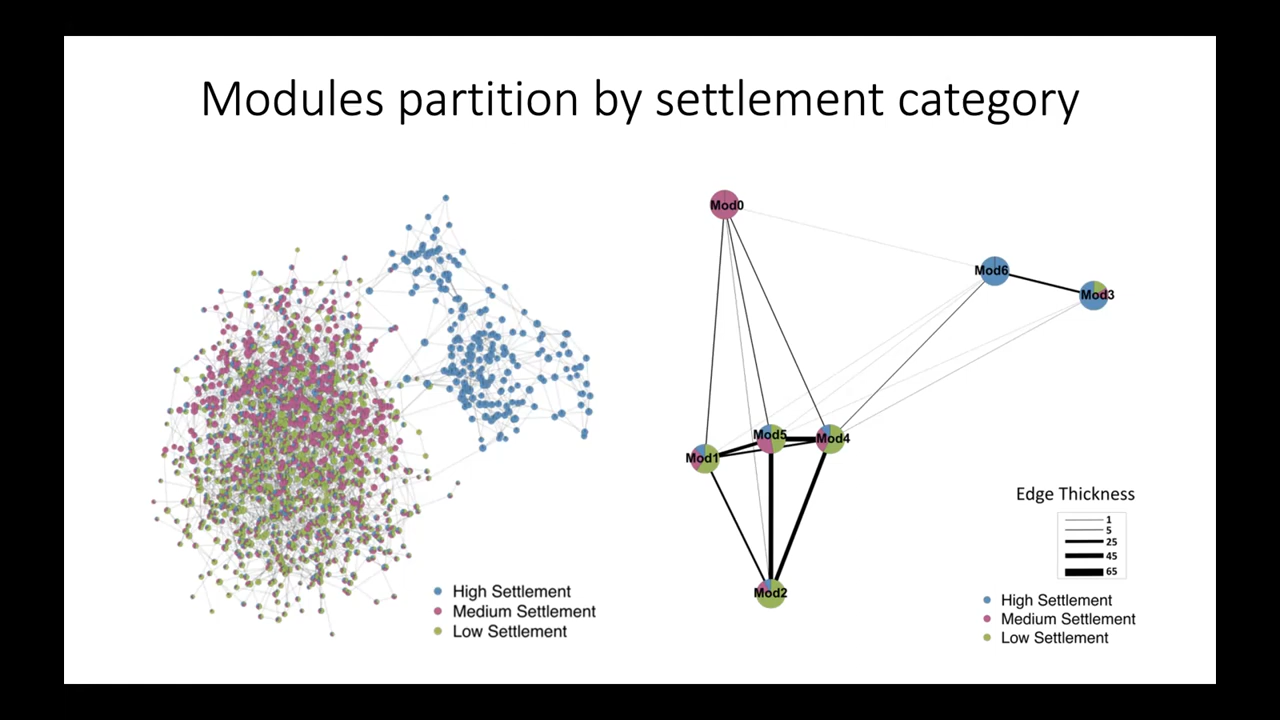 Modules partition by settlement category
High Settlement
Medium Settlement
Low Settlement
Mod0
Mod6
Mod3
Mod5
Mod4
Mod1
Mod2
Edge Thickness
1
5
25
45
65
High Settlement
Medium Settlement
Low Settlement